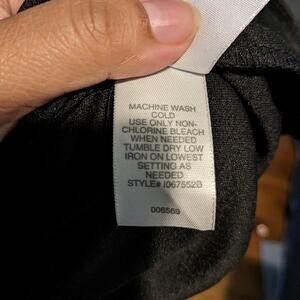 MACHINE WASH
COLD
USE ONLY NON-
CHLORINE BLEACH
WHEN NEEDED
TUMBLE DRY LOW
IRON ON LOWEST
SETTING AS
NEEDED
STYLE# I067552B
006569